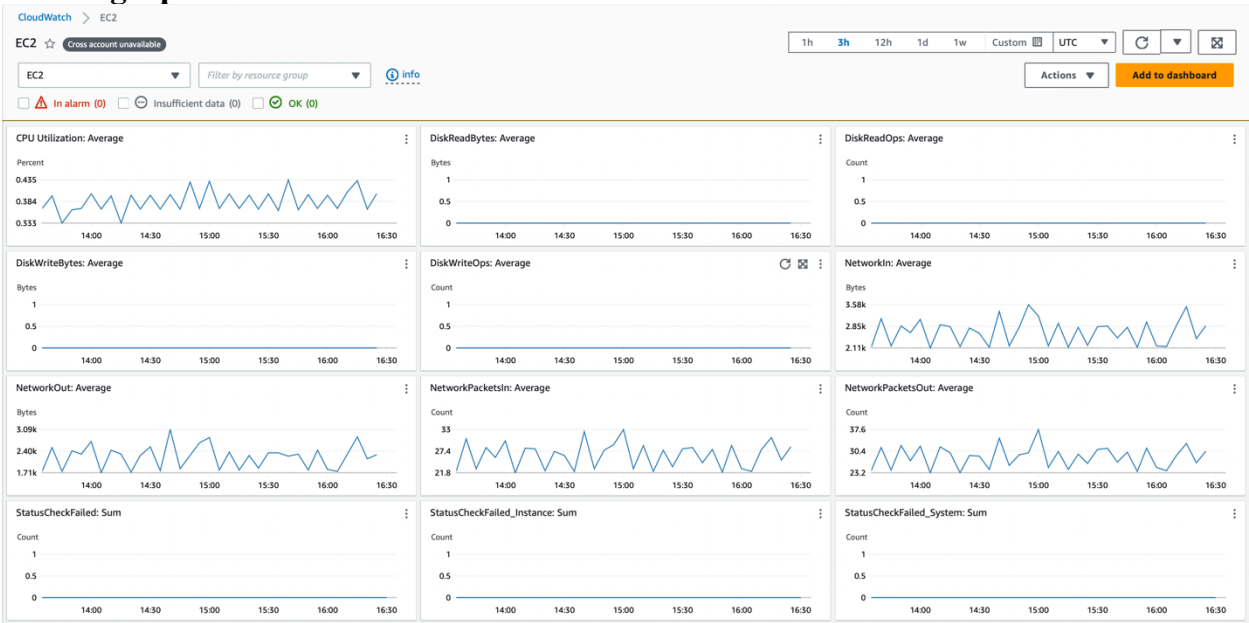 CloudWatch > EC2
EC2 Cross account unavailable
1h 3h 12h 1d 1w Custom UTC
EC2 Filter by resource group info
Actions Add to dashboard
In alarm (0) Insufficient data (0) OK (0)
CPU Utilization: Average
Percent
0.435
0.384
0.333
14:00 14:30 15:00 15:30 16:00 16:30
DiskReadBytes: Average
Bytes
1
0.5
0
14:00 14:30 15:00 15:30 16:00 16:30
DiskReadOps: Average
Count
1
0.5
0
14:00 14:30 15:00 15:30 16:00 16:30
DiskWriteBytes: Average
Bytes
1
0.5
0
14:00 14:30 15:00 15:30 16:00 16:30
DiskWriteOps: Average
Count
1
0.5
0
14:00 14:30 15:00 15:30 16:00 16:30
NetworkIn: Average
Bytes
3.58k
2.85k
2.11k
14:00 14:30 15:00 15:30 16:00 16:30
NetworkOut: Average
Bytes
3.09k
2.40k
1.71k
14:00 14:30 15:00 15:30 16:00 16:30
NetworkPacketsIn: Average
Count
33
27.4
21.8
14:00 14:30 15:00 15:30 16:00 16:30
NetworkPacketsOut: Average
Count
37.6
30.4
23.2
14:00 14:30 15:00 15:30 16:00 16:30
StatusCheckFailed: Sum
Count
1
0.5
0
14:00 14:30 15:00 15:30 16:00 16:30
StatusCheckFailed_Instance: Sum
Count
1
0.5
0
14:00 14:30 15:00 15:30 16:00 16:30
StatusCheckFailed_System: Sum
Count
1
0.5
0
14:00 14:30 15:00 15:30 16:00 16:30